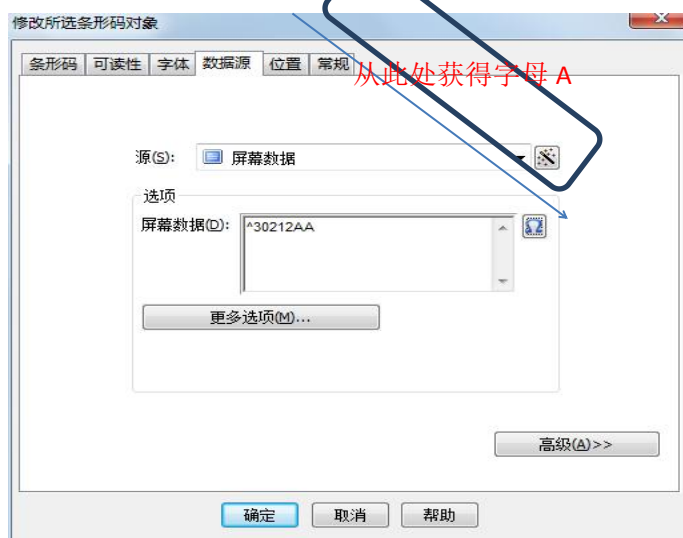 修改所选条形码对象
条形码 可读性 字体 数据源 位置 常规
从此处获得字母 A
源(S): 屏幕数据
选项
屏幕数据(D): ^30212AA
更多选项(M)...
高级(A)>>
确定 取消 帮助